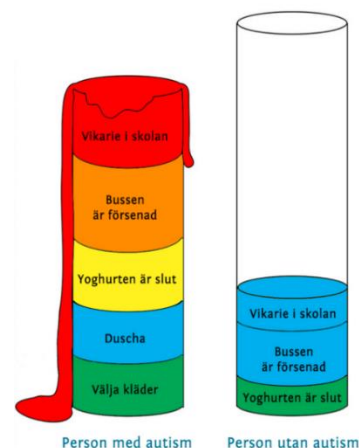 Vikarie i skolan
Bussen
är försenad
Yoghurten är slut
Duscha
Välja kläder
Person med autism
Vikarie i skolan
Bussen
är försenad
Yoghurten är slut
Person utan autism